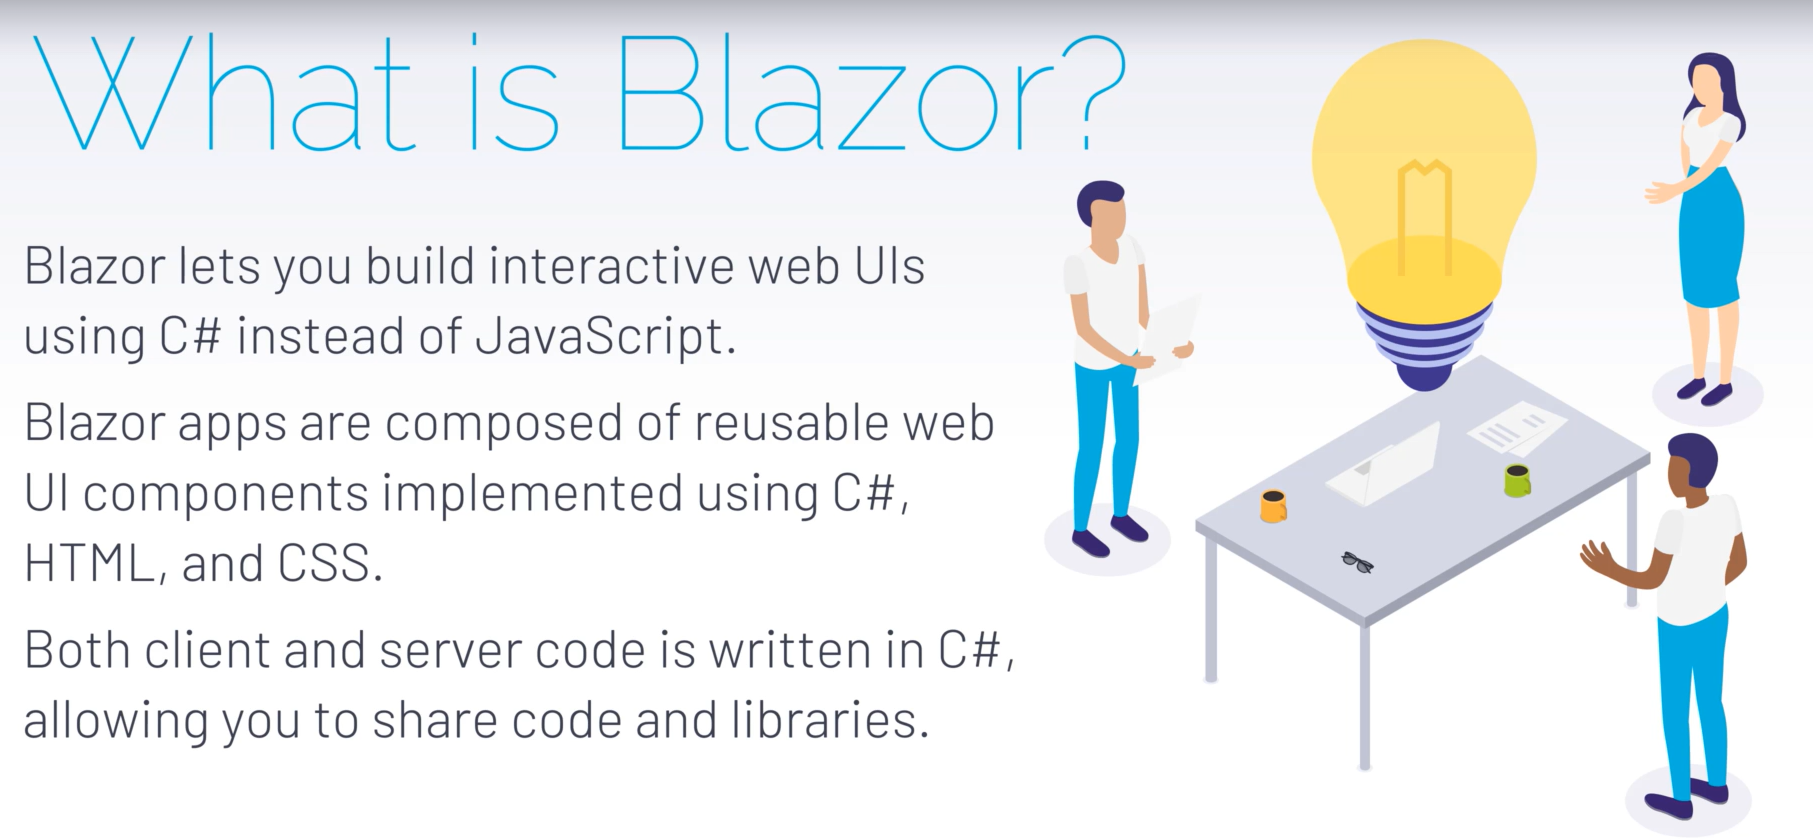 What is Blazor?
Blazor lets you build interactive web UIs
using C# instead of JavaScript.
Blazor apps are composed of reusable web
UI components implemented using C#,
HTML, and CSS.
Both client and server code is written in C#,
allowing you to share code and libraries.